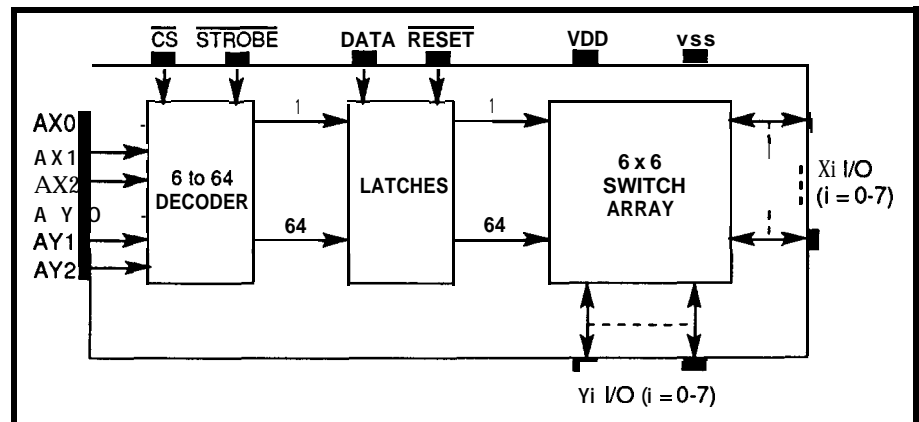 CS STROBE DATA RESET VDD vss
AX0
AX1
AX2
A Y 0
AY1
AY2
6 to 64
DECODER
1
64
LATCHES
1
64
6 x 6
SWITCH
ARRAY
Xi I/O
(i = 0-7)
Yi I/O (i = 0-7)